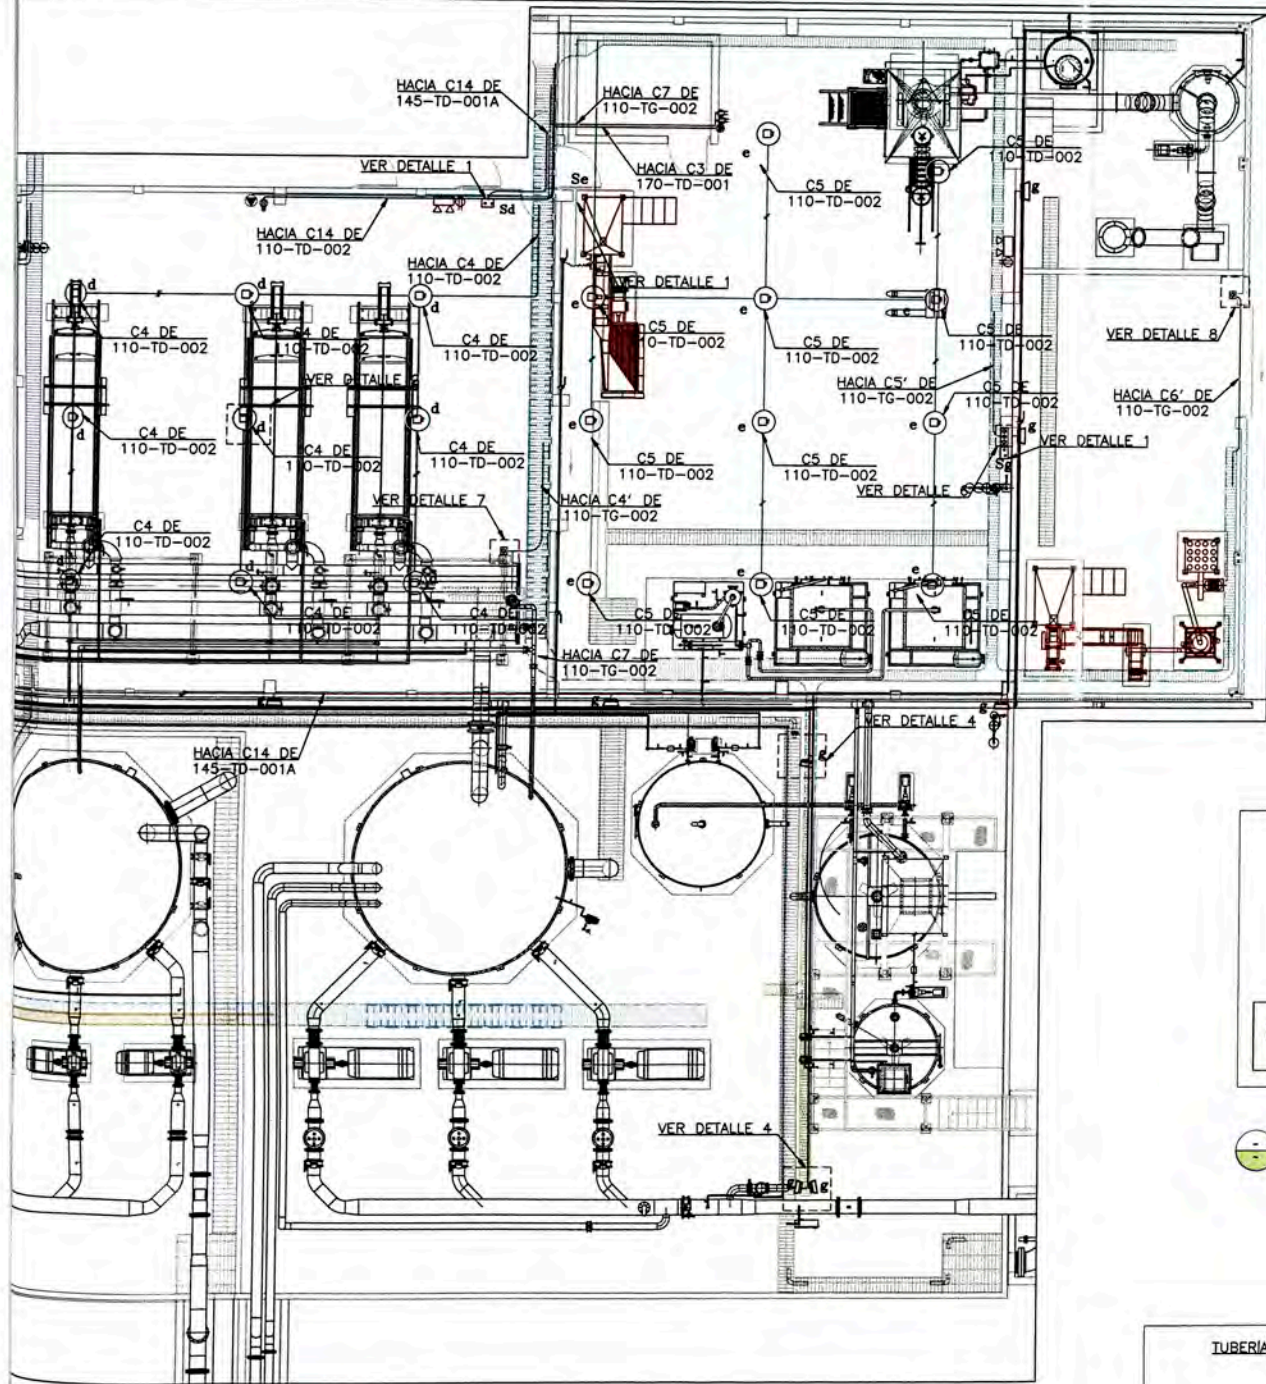 HACIA C14 DE
145-TD-001A
HACIA C7 DE
110-TG-002
VER DETALLE 1
HACIA C3 DE
170-TD-001
C5 DE
110-TD-002
C5 DE
110-TD-002
e
Se
Sd
g
HACIA C14 DE
110-TD-002
HACIA C4 DE
110-TD-002
VER DETALLE 1
d
d
d
e
e
e
C4 DE
110-TD-002
C4 DE
110-TD-002
C4 DE
110-TD-002
C5 DE
110-TD-002
C5 DE
110-TD-002
C5 DE
110-TD-002
VER DETALLE 8
VER DETALLE
HACIA C5' DE
110-TG-002
C5 DE
110-TD-002
HACIA C6' DE
110-TG-002
d
d
d
e
e
e
g
C4 DE
110-TD-002
C4 DE
110-TD-002
C4 DE
110-TD-002
C5 DE
110-TD-002
C5 DE
110-TD-002
VER DETALLE 1
Sg
VER DETALLE 7
HACIA C4' DE
110-TG-002
VER DETALLE 6
C4 DE
110-TD-002
d
d
e
e
e
C4 DE
110-TD-002
C4 DE
110-TD-002
C5 DE
110-TD-002
C5 DE
110-TD-002
C5 DE
110-TD-002
HACIA C7 DE
110-TG-002
g
g
g
VER DETALLE 4
HACIA C14 DE
145-TD-001A
g
VER DETALLE 4
g
g
TUBERÍA